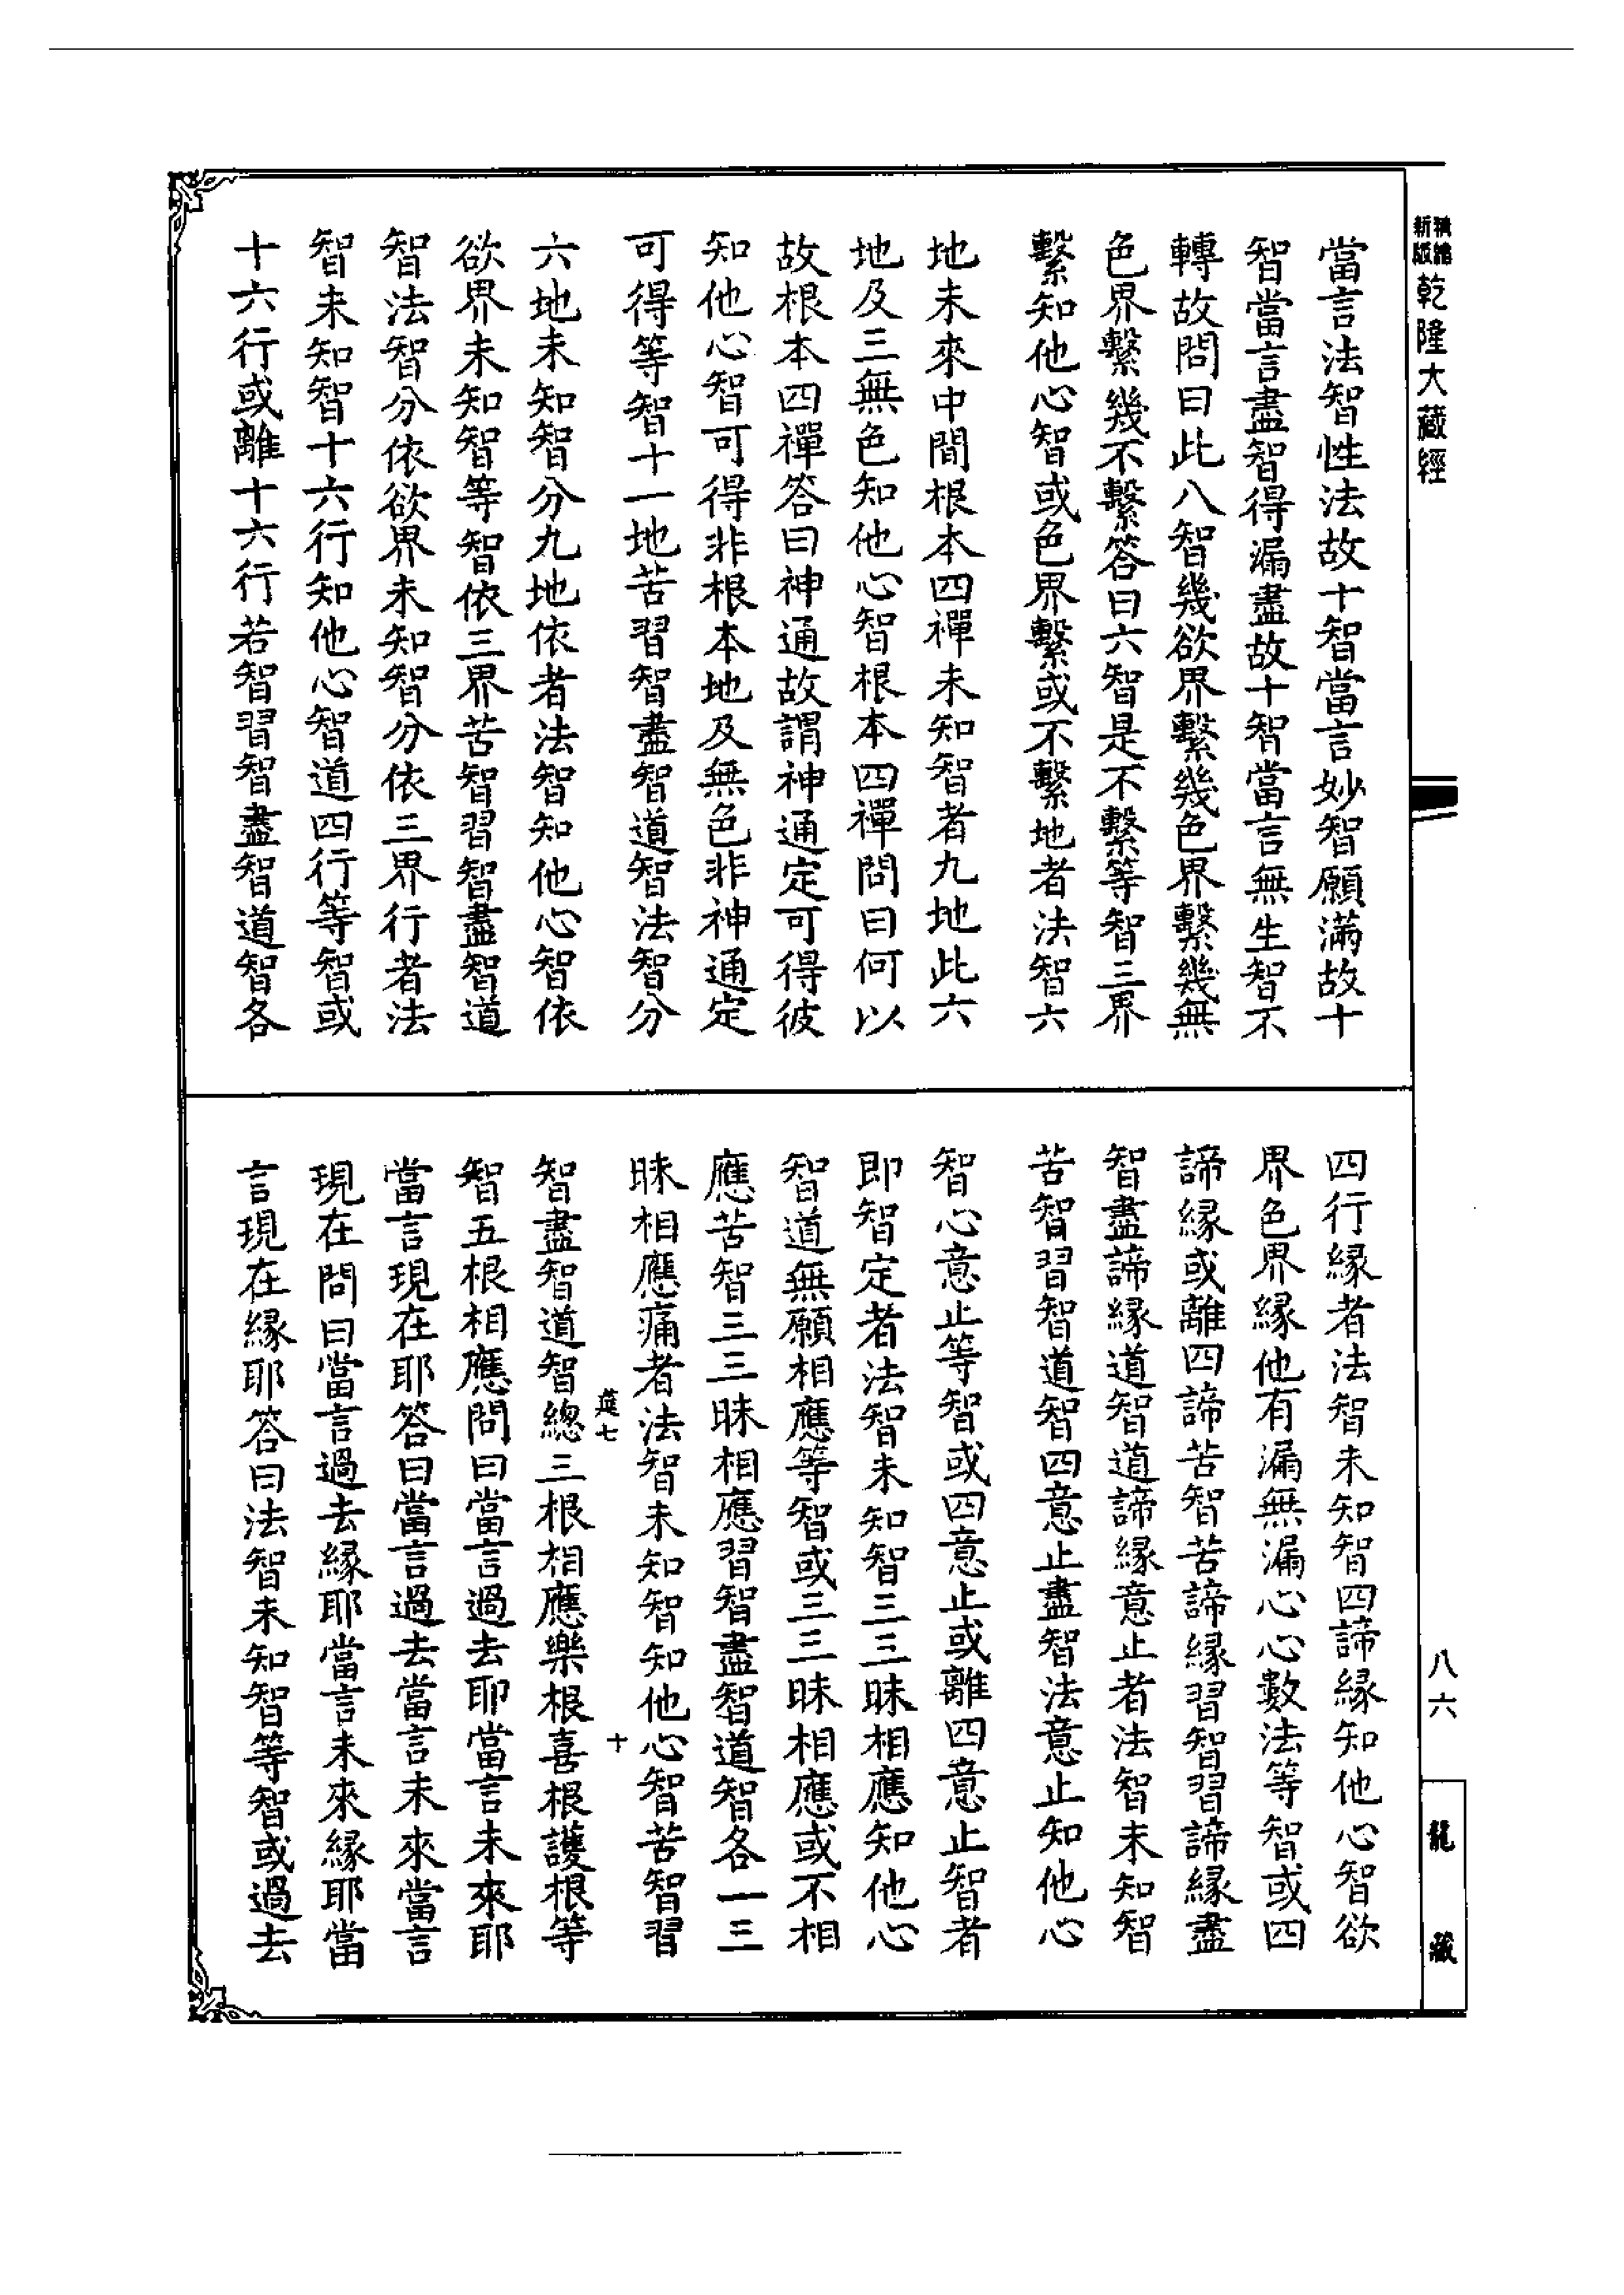 精縮
新版
乾隆大藏經
當言法智性法故十智當言妙智願滿故十
智當言盡智得漏盡故十智當言無生智不
轉故問曰此八智幾欲界繫幾色界繫幾無
色界繫幾不繫答曰六智是不繫等智三界
繫知他心智或色界繫或不繫地者法智六
地未來中間根本四禪未知智者九地此六
地及三無色知他心智根本四禪問曰何以
故根本四禪答曰神通故謂神通定可得彼
知他心智可得非根本地及無色非神通定
可得等智十一地苦習智盡智道智法智分
六地未知智分九地依者法智知他心智依
欲界未知智等智依三界苦智習智盡智道
智法智分依欲界未知智分依三界行者法
智未知智十六行知他心智道四行等智或
十六行或離十六行若智習智盡智道智各
四行緣者法智未知智四諦緣知他心智欲
界色界緣他有漏無漏心心數法等智或四
諦緣或離四諦苦智苦諦緣習智習諦緣盡
智盡諦緣道智道諦緣意止者法智未知智
苦智習智道智四意止盡智法意止知他心
智心意止等智或四意止或離四意止智者
即智定者法智未知智三三昧相應知他心
智道無願相應等智或三三昧相應或不相
應苦智三三昧相應習智盡智道智各一三
昧相應痛者法智未知智知他心智苦智習
筵七
十
智盡智道智總三根相應樂根喜根護根等
智五根相應問曰當言過去耶當言未來耶
當言現在耶答曰當言過去當言未來當言
現在問曰當言過去緣耶當言未來緣耶當
言現在緣耶答曰法智未知智等智或過去
八六
龍藏